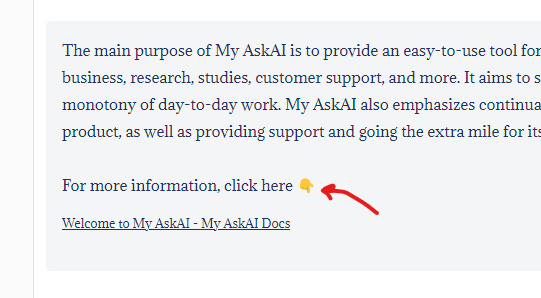 The main purpose of My AskAI is to provide an easy-to-use tool for
business, research, studies, customer support, and more. It aims to s
monotony of day-to-day work. My AskAI also emphasizes continua
product, as well as providing support and going the extra mile for its
For more information, click here 👇
Welcome to My AskAI - My AskAI Docs